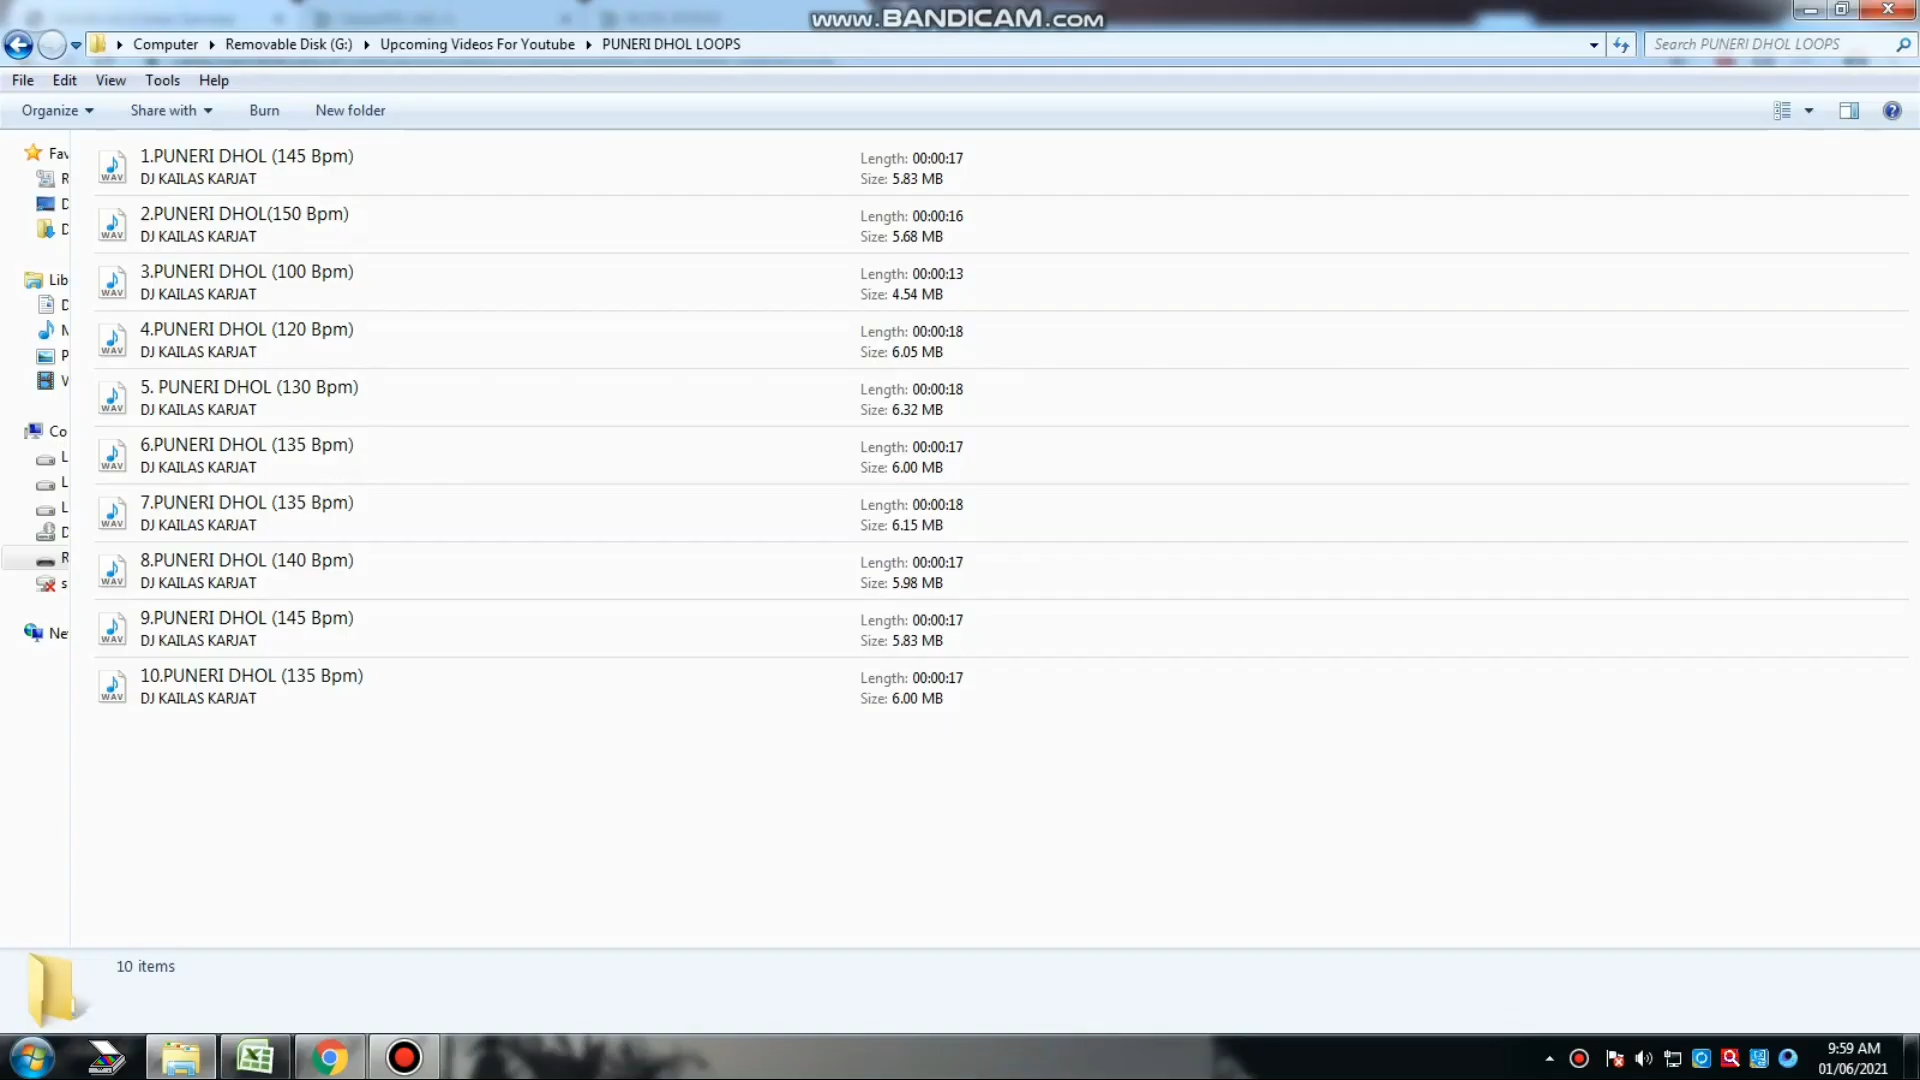 www.BANDICAM.com
Computer Removable Disk (G:) Upcoming Videos For Youtube PUNERI DHOL LOOPS
Search PUNERI DHOL LOOPS
File Edit View Tools Help
Organize Share with Burn New folder
Fav
R
D
D
Lib
D
M
P
V
Co
L
L
L
D
R
s
Ne
1.PUNERI DHOL (145 Bpm)
DJ KAILAS KARJAT
Length: 00:00:17
Size: 5.83 MB
2.PUNERI DHOL(150 Bpm)
DJ KAILAS KARJAT
Length: 00:00:16
Size: 5.68 MB
3.PUNERI DHOL (100 Bpm)
DJ KAILAS KARJAT
Length: 00:00:13
Size: 4.54 MB
4.PUNERI DHOL (120 Bpm)
DJ KAILAS KARJAT
Length: 00:00:18
Size: 6.05 MB
5. PUNERI DHOL (130 Bpm)
DJ KAILAS KARJAT
Length: 00:00:18
Size: 6.32 MB
6.PUNERI DHOL (135 Bpm)
DJ KAILAS KARJAT
Length: 00:00:17
Size: 6.00 MB
7.PUNERI DHOL (135 Bpm)
DJ KAILAS KARJAT
Length: 00:00:18
Size: 6.15 MB
8.PUNERI DHOL (140 Bpm)
DJ KAILAS KARJAT
Length: 00:00:17
Size: 5.98 MB
9.PUNERI DHOL (145 Bpm)
DJ KAILAS KARJAT
Length: 00:00:17
Size: 5.83 MB
10.PUNERI DHOL (135 Bpm)
DJ KAILAS KARJAT
Length: 00:00:17
Size: 6.00 MB
10 items
9:59 AM
01/06/2021